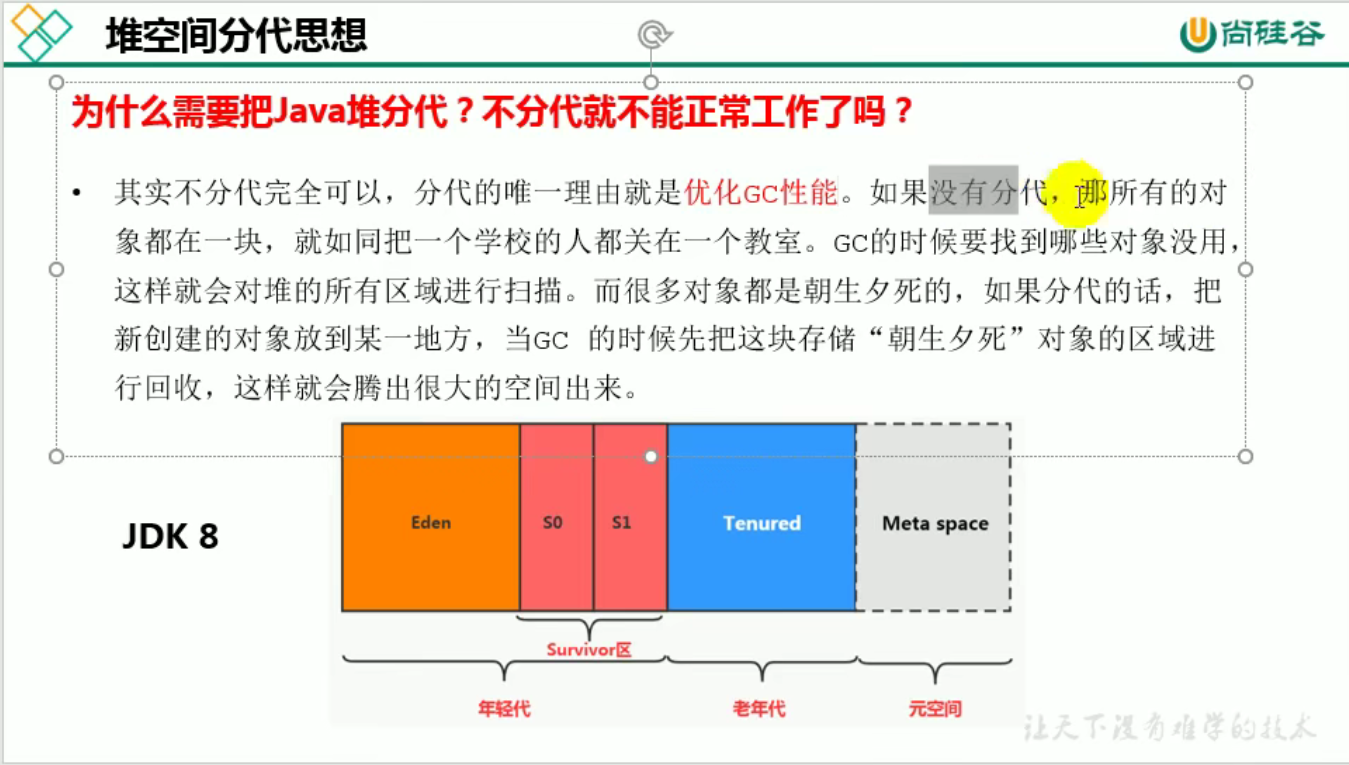 堆空间分代思想
尚硅谷
为什么需要把Java堆分代？不分代就不能正常工作了吗？
• 其实不分代完全可以，分代的唯一理由就是优化GC性能。如果没有分代，那所有的对
象都在一块，就如同把一个学校的人都关在一个教室。GC的时候要找到哪些对象没用，
这样就会对堆的所有区域进行扫描。而很多对象都是朝生夕死的，如果分代的话，把
新创建的对象放到某一地方，当GC 的时候先把这块存储“朝生夕死”对象的区域进
行回收，这样就会腾出很大的空间出来。
JDK 8
Eden
S0
S1
Tenured
Meta space
Survivor区
年轻代
老年代
元空间
让天下没有难学的技术